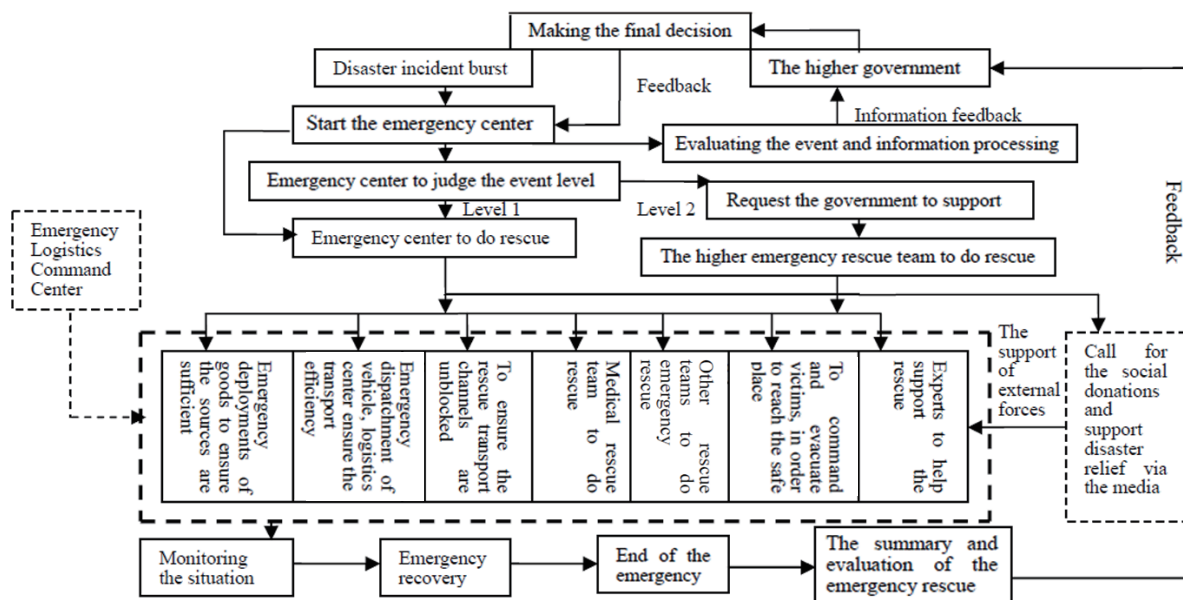 Making the final decision
Disaster incident burst
The higher government
Feedback
Start the emergency center
Information feedback
Evaluating the event and information processing
Emergency center to judge the event level
Level 1
Level 2
Request the government to support
Emergency center to do rescue
The higher emergency rescue team to do rescue
Feedback
Emergency
Logistics
Command
Center
Emergency
deployments of
goods to ensure
the sources are
sufficient
Emergency
dispatchment of
vehicle, logistics
center ensure the
transport
efficiency
To ensure the
rescue transport
channels are
unblocked
Medical rescue
team to do
rescue
Other rescue
teams to do
emergency
rescue
To command
and evacuate
victims, in order
to reach the safe
place
Experts to help
support the
rescue
The
support
of
external
forces
Call for
the social
donations
and
support
disaster
relief via
the media
Monitoring
the situation
Emergency
recovery
End of the
emergency
The summary and
evaluation of the
emergency rescue